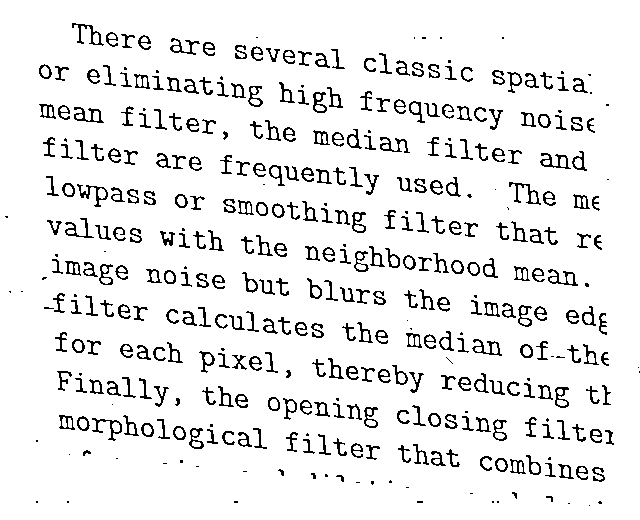 There are several classic spatial
or eliminating high frequency noise
mean filter, the median filter and
filter are frequently used. The me
lowpass or smoothing filter that re
values with the neighborhood mean.
image noise but blurs the image edg
filter calculates the median of the
for each pixel, thereby reducing th
Finally, the opening closing filter
morphological filter that combines